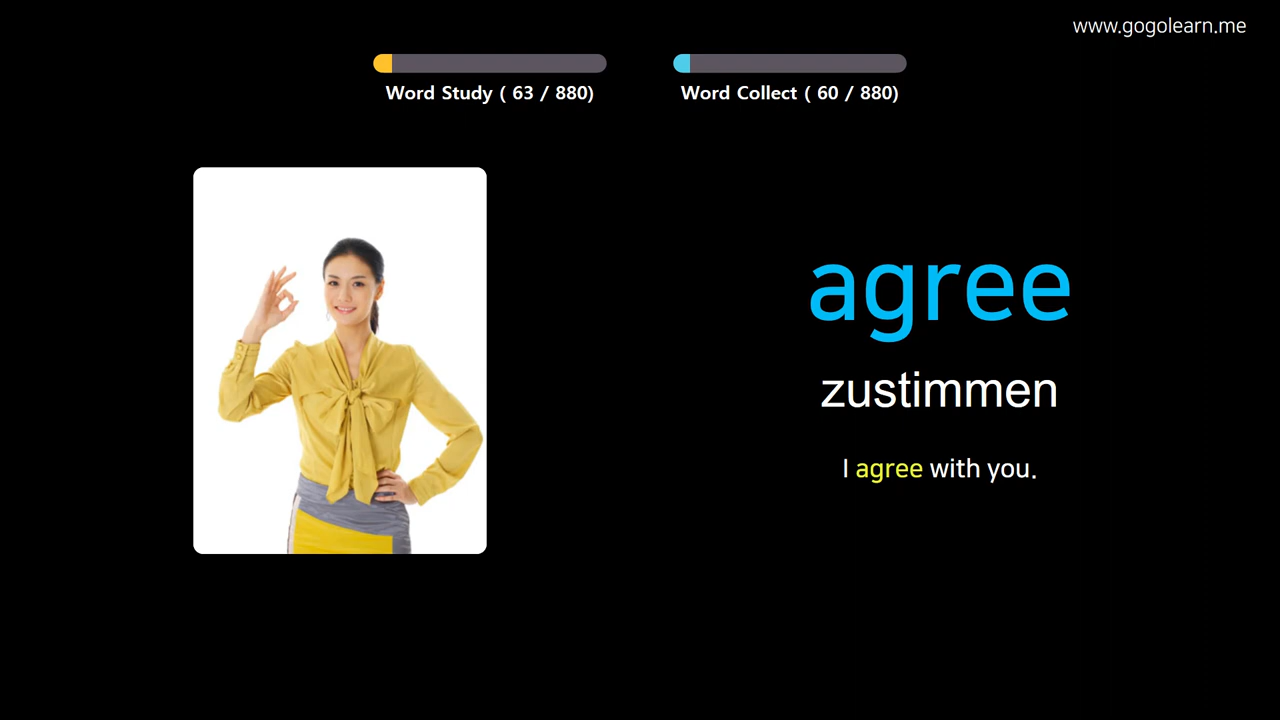 www.gogolearn.me
Word Study ( 63 / 880)
Word Collect ( 60 / 880)
agree
zustimmen
I agree with you.